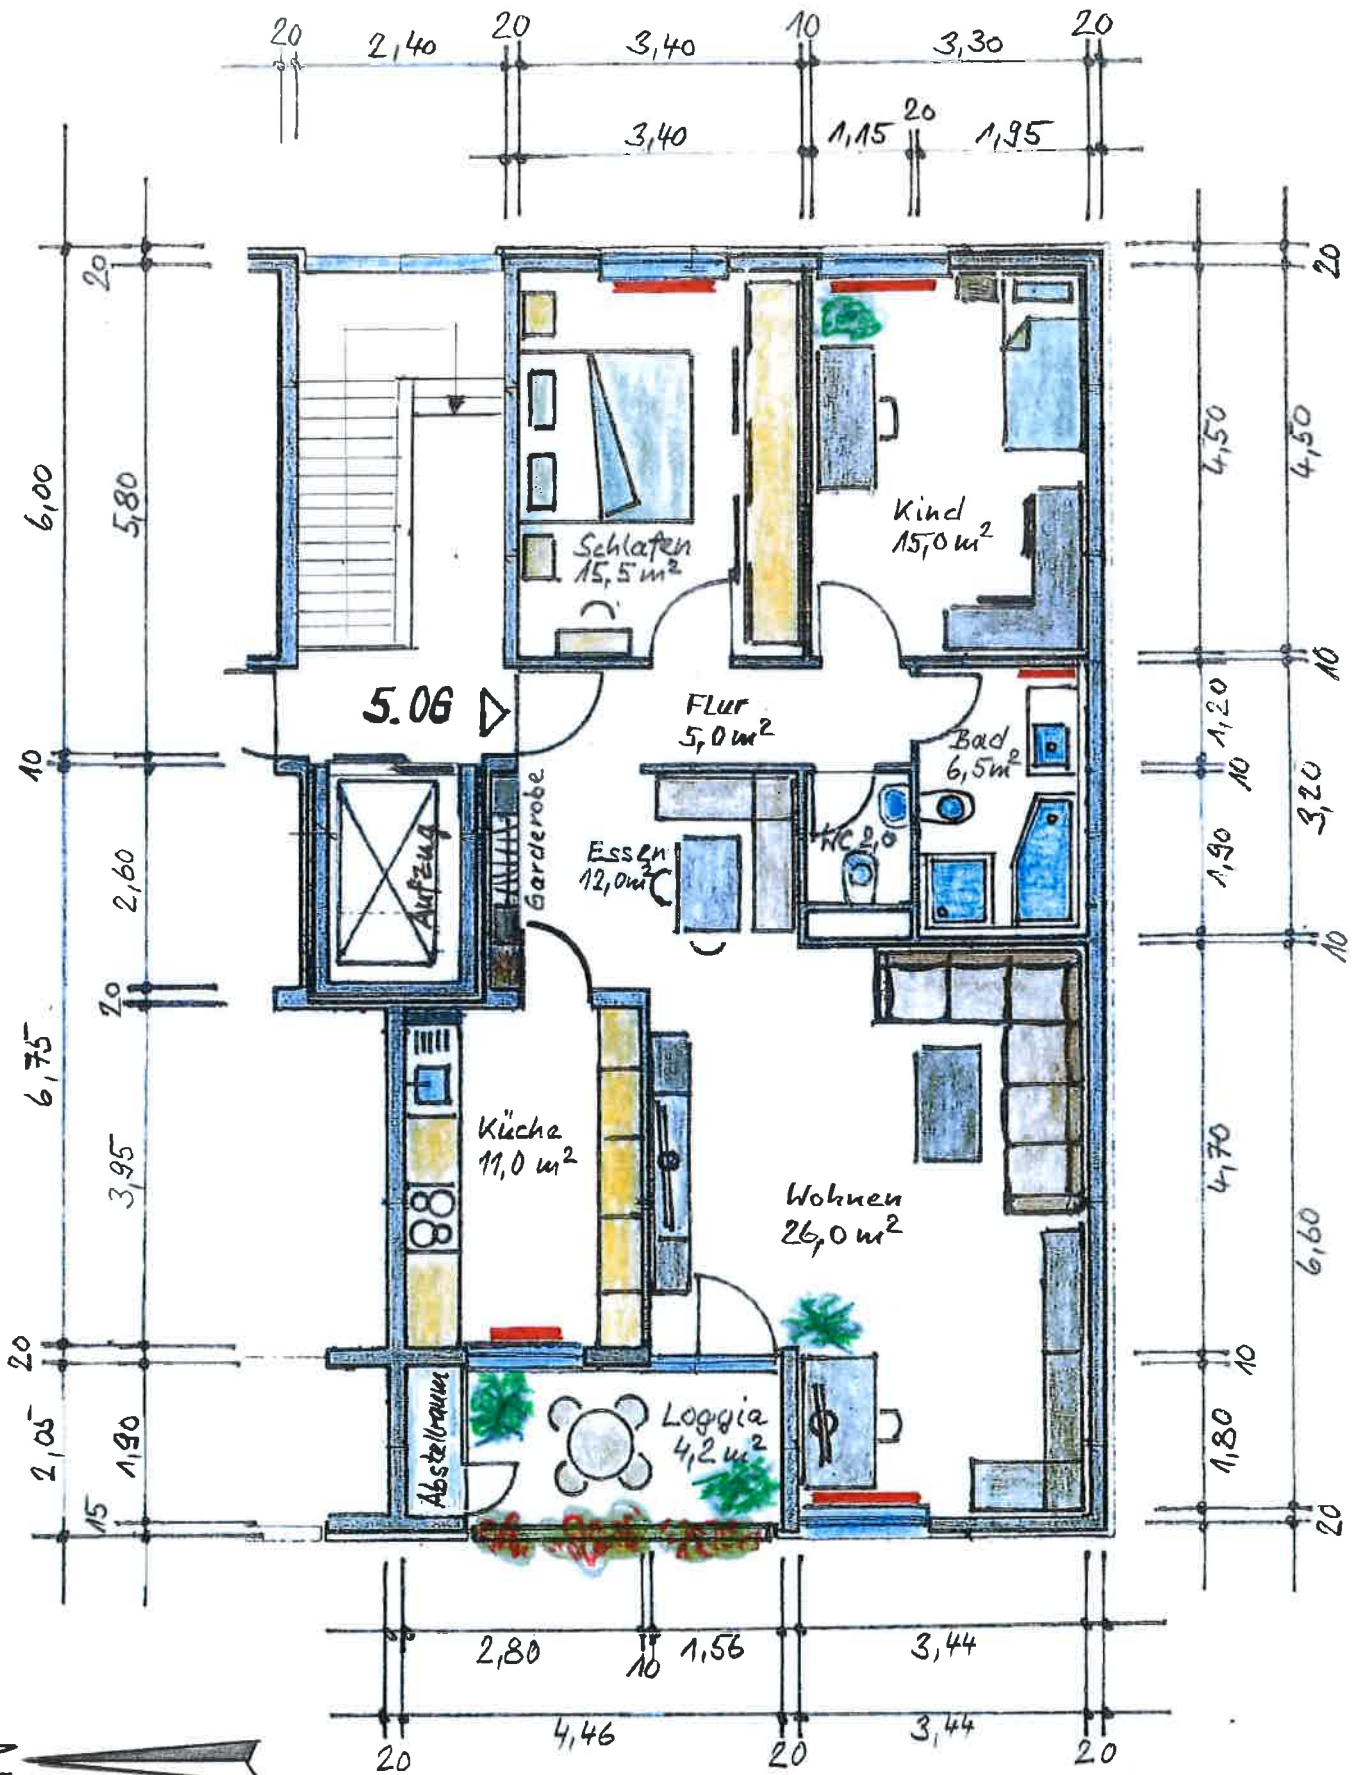 20
2,40
20
3,40
10
3,30
20
3,40
1,15
20
1,95
20
6,00
5,80
10
2,60
20
6,75
3,95
20
2,05
1,90
15
20
4,50
4,50
10
1,20
10
3,20
1,90
10
4,70
6,60
10
1,80
20
Schlafen
15,5 m²
Kind
15,0 m²
5.06
Flur
5,0 m²
Bad
6,5 m²
Aufzug
Garderobe
Essen
12,0 m²
WC 2,0
Küche
11,0 m²
Wohnen
26,0 m²
Abstellraum
Loggia
4,2 m²
2,80
10
1,56
3,44
20
4,46
20
3,44
20
N